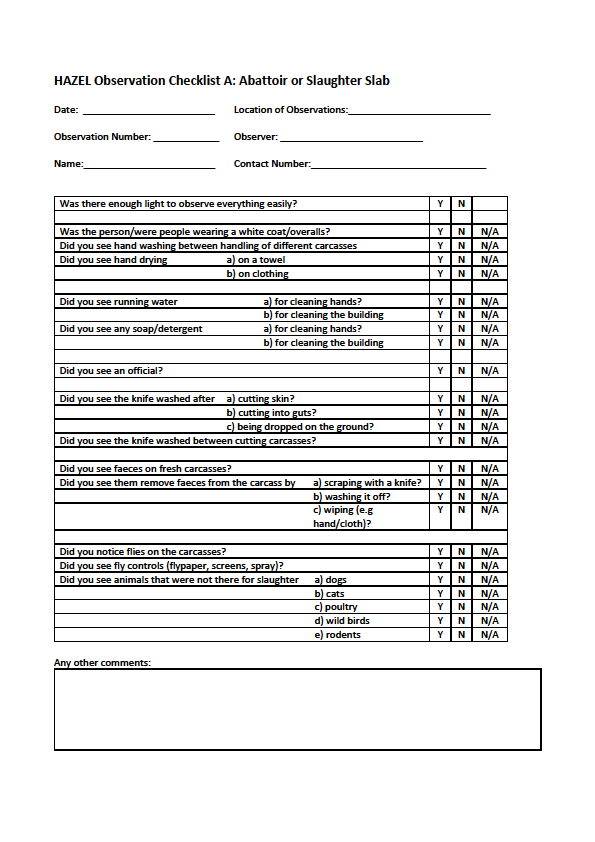 HAZEL Observation Checklist A: Abattoir or Slaughter Slab
Date: ________________________ Location of Observations:__________________________
Observation Number: ____________ Observer: __________________________
Name:________________________ Contact Number:________________________________
Was there enough light to observe everything easily? Y N
Was the person/were people wearing a white coat/overalls? Y N N/A
Did you see hand washing between handling of different carcasses Y N N/A
Did you see hand drying a) on a towel Y N N/A
b) on clothing Y N N/A
Did you see running water a) for cleaning hands? Y N N/A
b) for cleaning the building Y N N/A
Did you see any soap/detergent a) for cleaning hands? Y N N/A
b) for cleaning the building Y N N/A
Did you see an official? Y N N/A
Did you see the knife washed after a) cutting skin? Y N N/A
b) cutting into guts? Y N N/A
c) being dropped on the ground? Y N N/A
Did you see the knife washed between cutting carcasses? Y N N/A
Did you see faeces on fresh carcasses? Y N N/A
Did you see them remove faeces from the carcass by a) scraping with a knife? Y N N/A
b) washing it off? Y N N/A
c) wiping (e.g Y N N/A
hand/cloth)?
Did you notice flies on the carcasses? Y N N/A
Did you see fly controls (flypaper, screens, spray)? Y N N/A
Did you see animals that were not there for slaughter a) dogs Y N N/A
b) cats Y N N/A
c) poultry Y N N/A
d) wild birds Y N N/A
e) rodents Y N N/A
Any other comments: